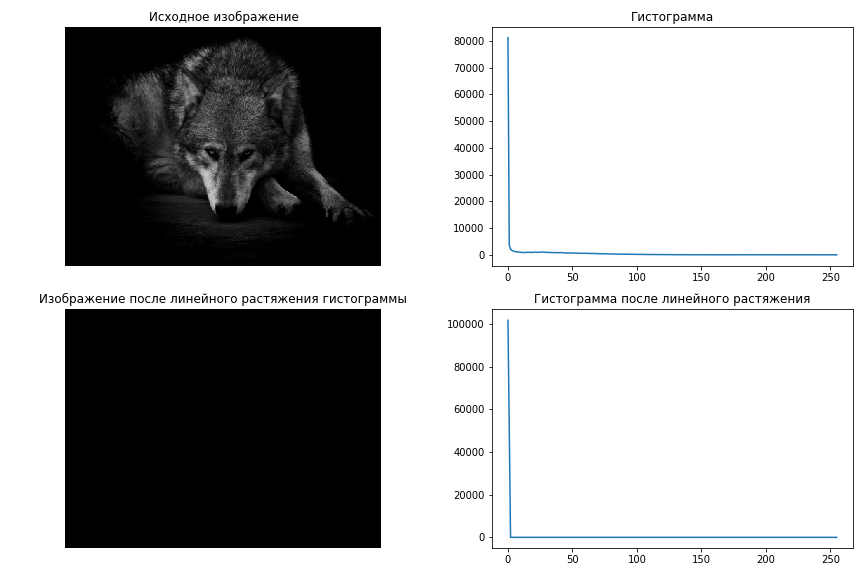 Исходное изображение
Гистограмма
80000
70000
60000
50000
40000
30000
20000
10000
0
0 50 100 150 200 250
Изображение после линейного растяжения гистограммы
Гистограмма после линейного растяжения
100000
80000
60000
40000
20000
0
0 50 100 150 200 250